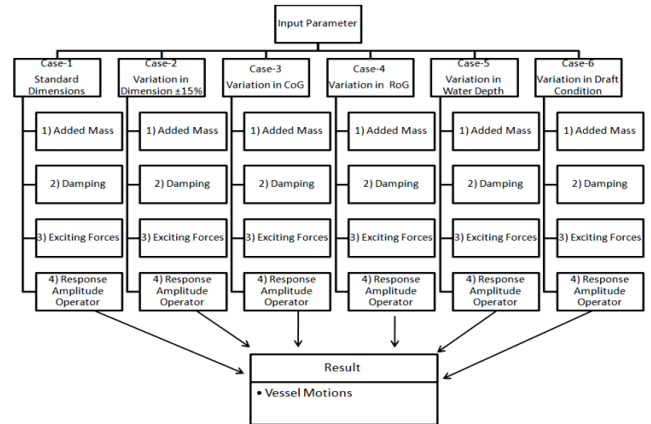 Input Parameter
Case-1
Standard
Dimensions
Case-2
Variation in
Dimension ±15%
Case-3
Variation in CoG
Case-4
Variation in RoG
Case-5
Variation in
Water Depth
Case-6
Variation in Draft
Condition
1) Added Mass
1) Added Mass
1) Added Mass
1) Added Mass
1) Added Mass
1) Added Mass
2) Damping
2) Damping
2) Damping
2) Damping
2) Damping
2) Damping
3) Exciting Forces
3) Exciting Forces
3) Exciting Forces
3) Exciting Forces
3) Exciting Forces
3) Exciting Forces
4) Response
Amplitude
Operator
4) Response
Amplitude
Operator
4) Response
Amplitude
Operator
4) Response
Amplitude
Operator
4) Response
Amplitude
Operator
4) Response
Amplitude
Operator
Result
• Vessel Motions